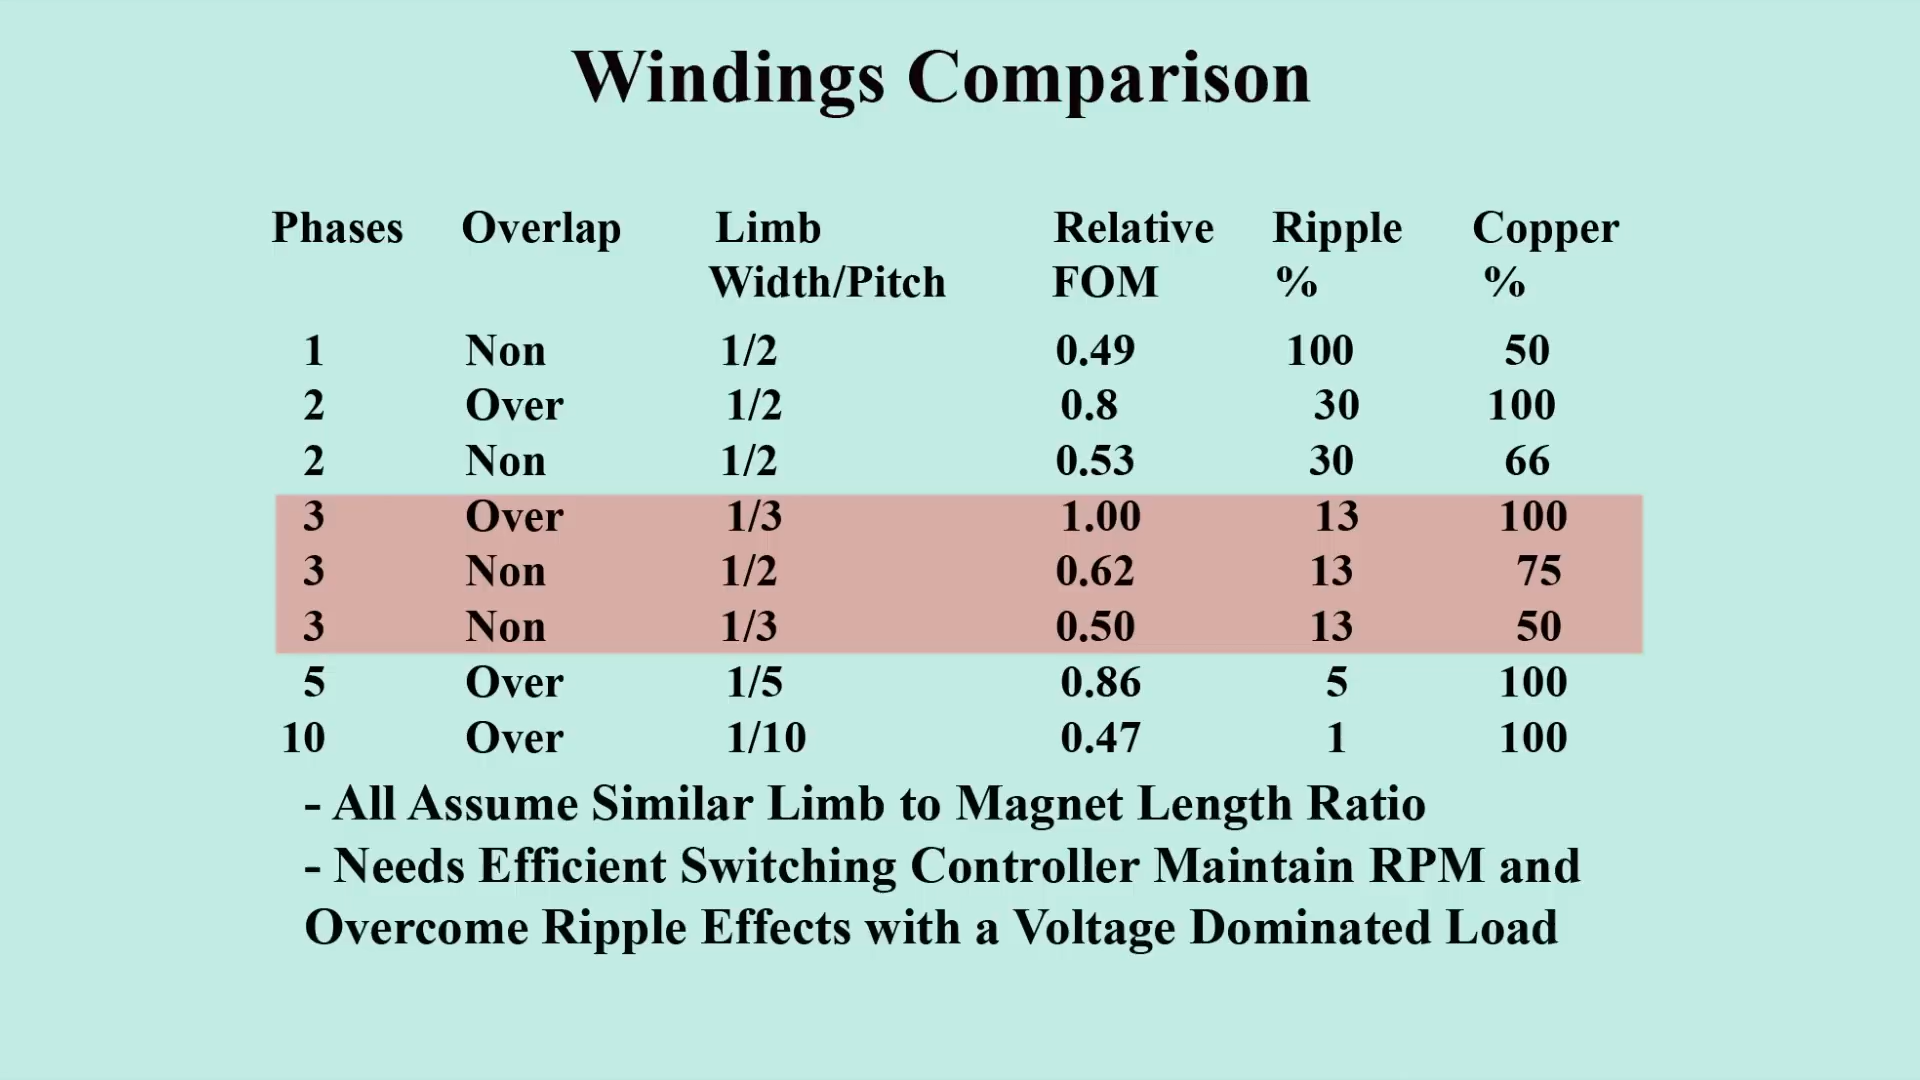 Windings Comparison
Phases Overlap Limb Relative Ripple Copper
Width/Pitch FOM % %
1 Non 1/2 0.49 100 50
2 Over 1/2 0.8 30 100
2 Non 1/2 0.53 30 66
3 Over 1/3 1.00 13 100
3 Non 1/2 0.62 13 75
3 Non 1/3 0.50 13 50
5 Over 1/5 0.86 5 100
10 Over 1/10 0.47 1 100
- All Assume Similar Limb to Magnet Length Ratio
- Needs Efficient Switching Controller Maintain RPM and
Overcome Ripple Effects with a Voltage Dominated Load